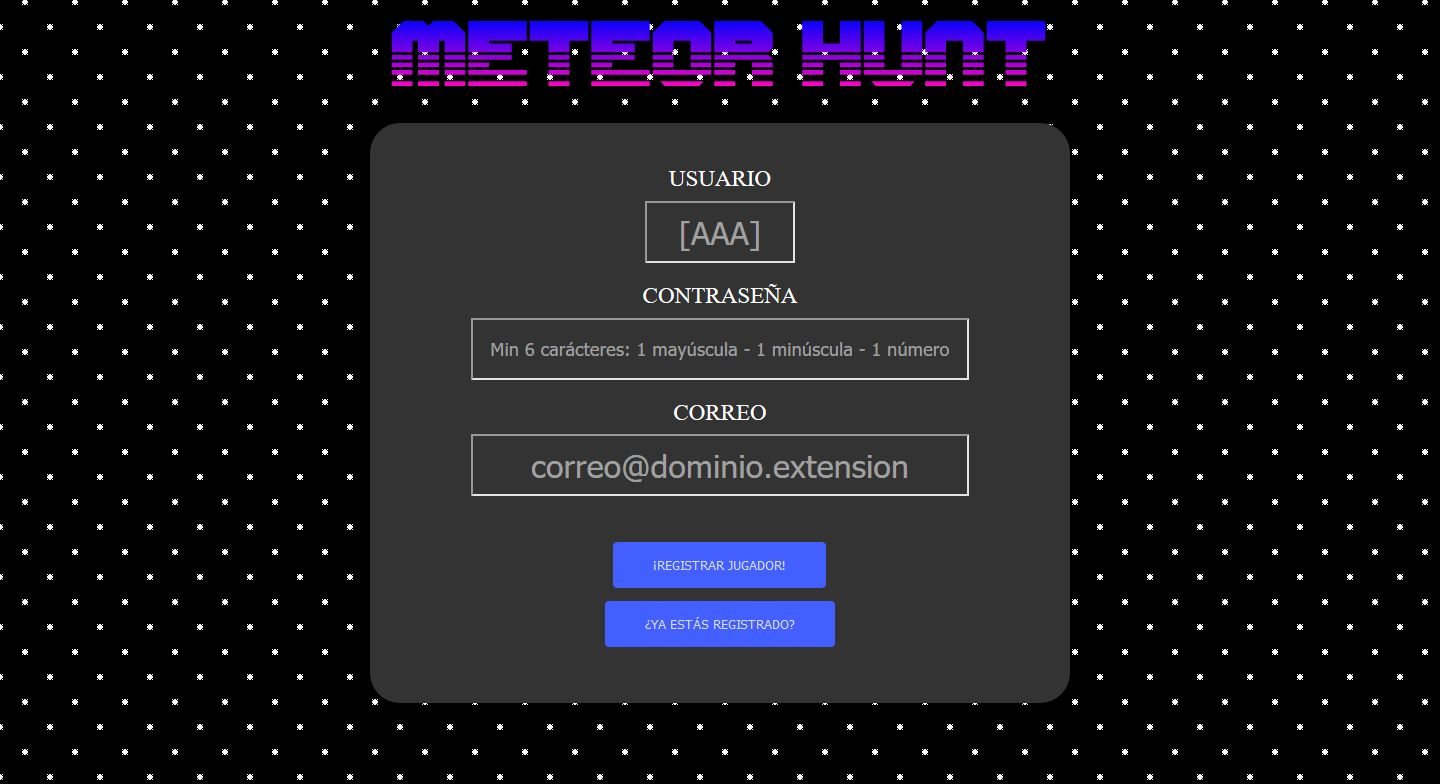 METEOR HUNT
USUARIO
[AAA]
CONTRASEÑA
Min 6 carácteres: 1 mayúscula - 1 minúscula - 1 número
CORREO
correo@dominio.extension
¡REGISTRAR JUGADOR!
¿YA ESTÁS REGISTRADO?